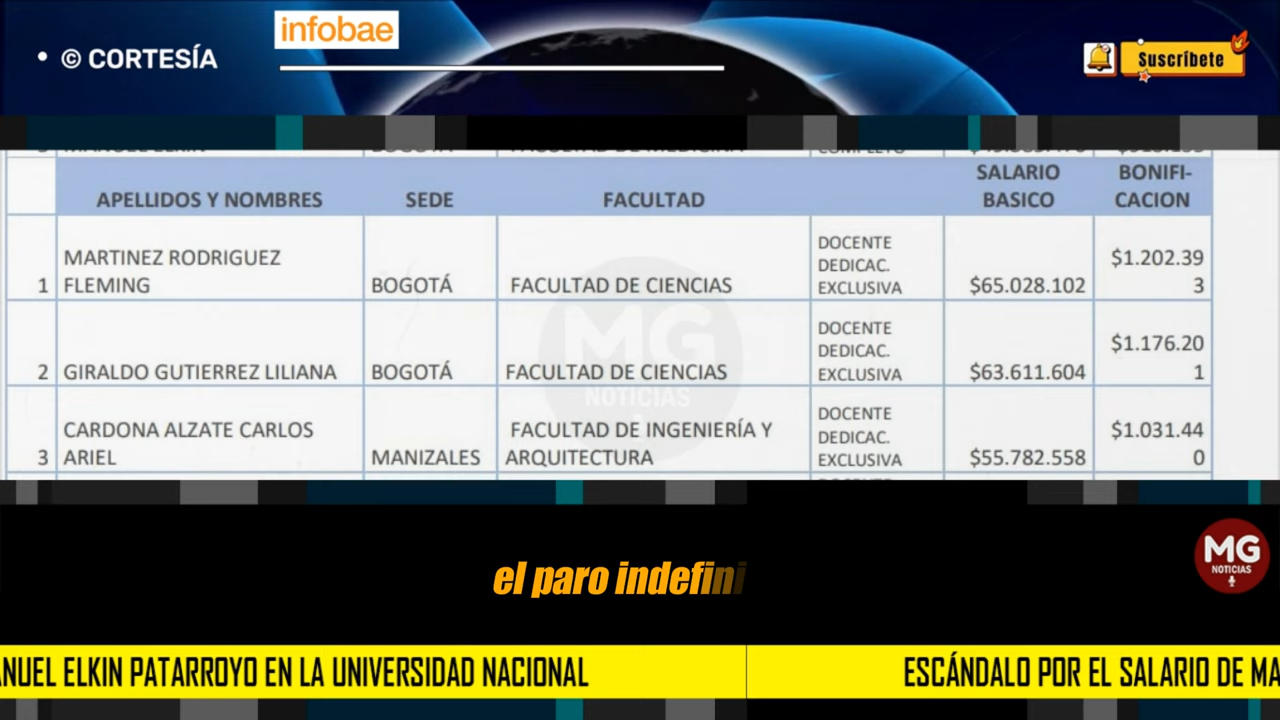 infobae
• © CORTESÍA
Suscríbete
APELLIDOS Y NOMBRES SEDE FACULTAD SALARIO BASICO BONIFI-CACION
MARTINEZ RODRIGUEZ
1 FLEMING BOGOTÁ FACULTAD DE CIENCIAS
DOCENTE
DEDICAC.
EXCLUSIVA
$65.028.102
$1.202.39
3
2 GIRALDO GUTIERREZ LILIANA BOGOTÁ FACULTAD DE CIENCIAS
DOCENTE
DEDICAC.
EXCLUSIVA
$63.611.604
$1.176.20
1
CARDONA ALZATE CARLOS
3 ARIEL MANIZALES
FACULTAD DE INGENIERÍA Y
ARQUITECTURA
DOCENTE
DEDICAC.
EXCLUSIVA
$55.782.558
$1.031.44
0
MG
NOTICIAS
el paro indefini
MG
NOTICIAS
ANUEL ELKIN PATARROYO EN LA UNIVERSIDAD NACIONAL ESCÁNDALO POR EL SALARIO DE MA